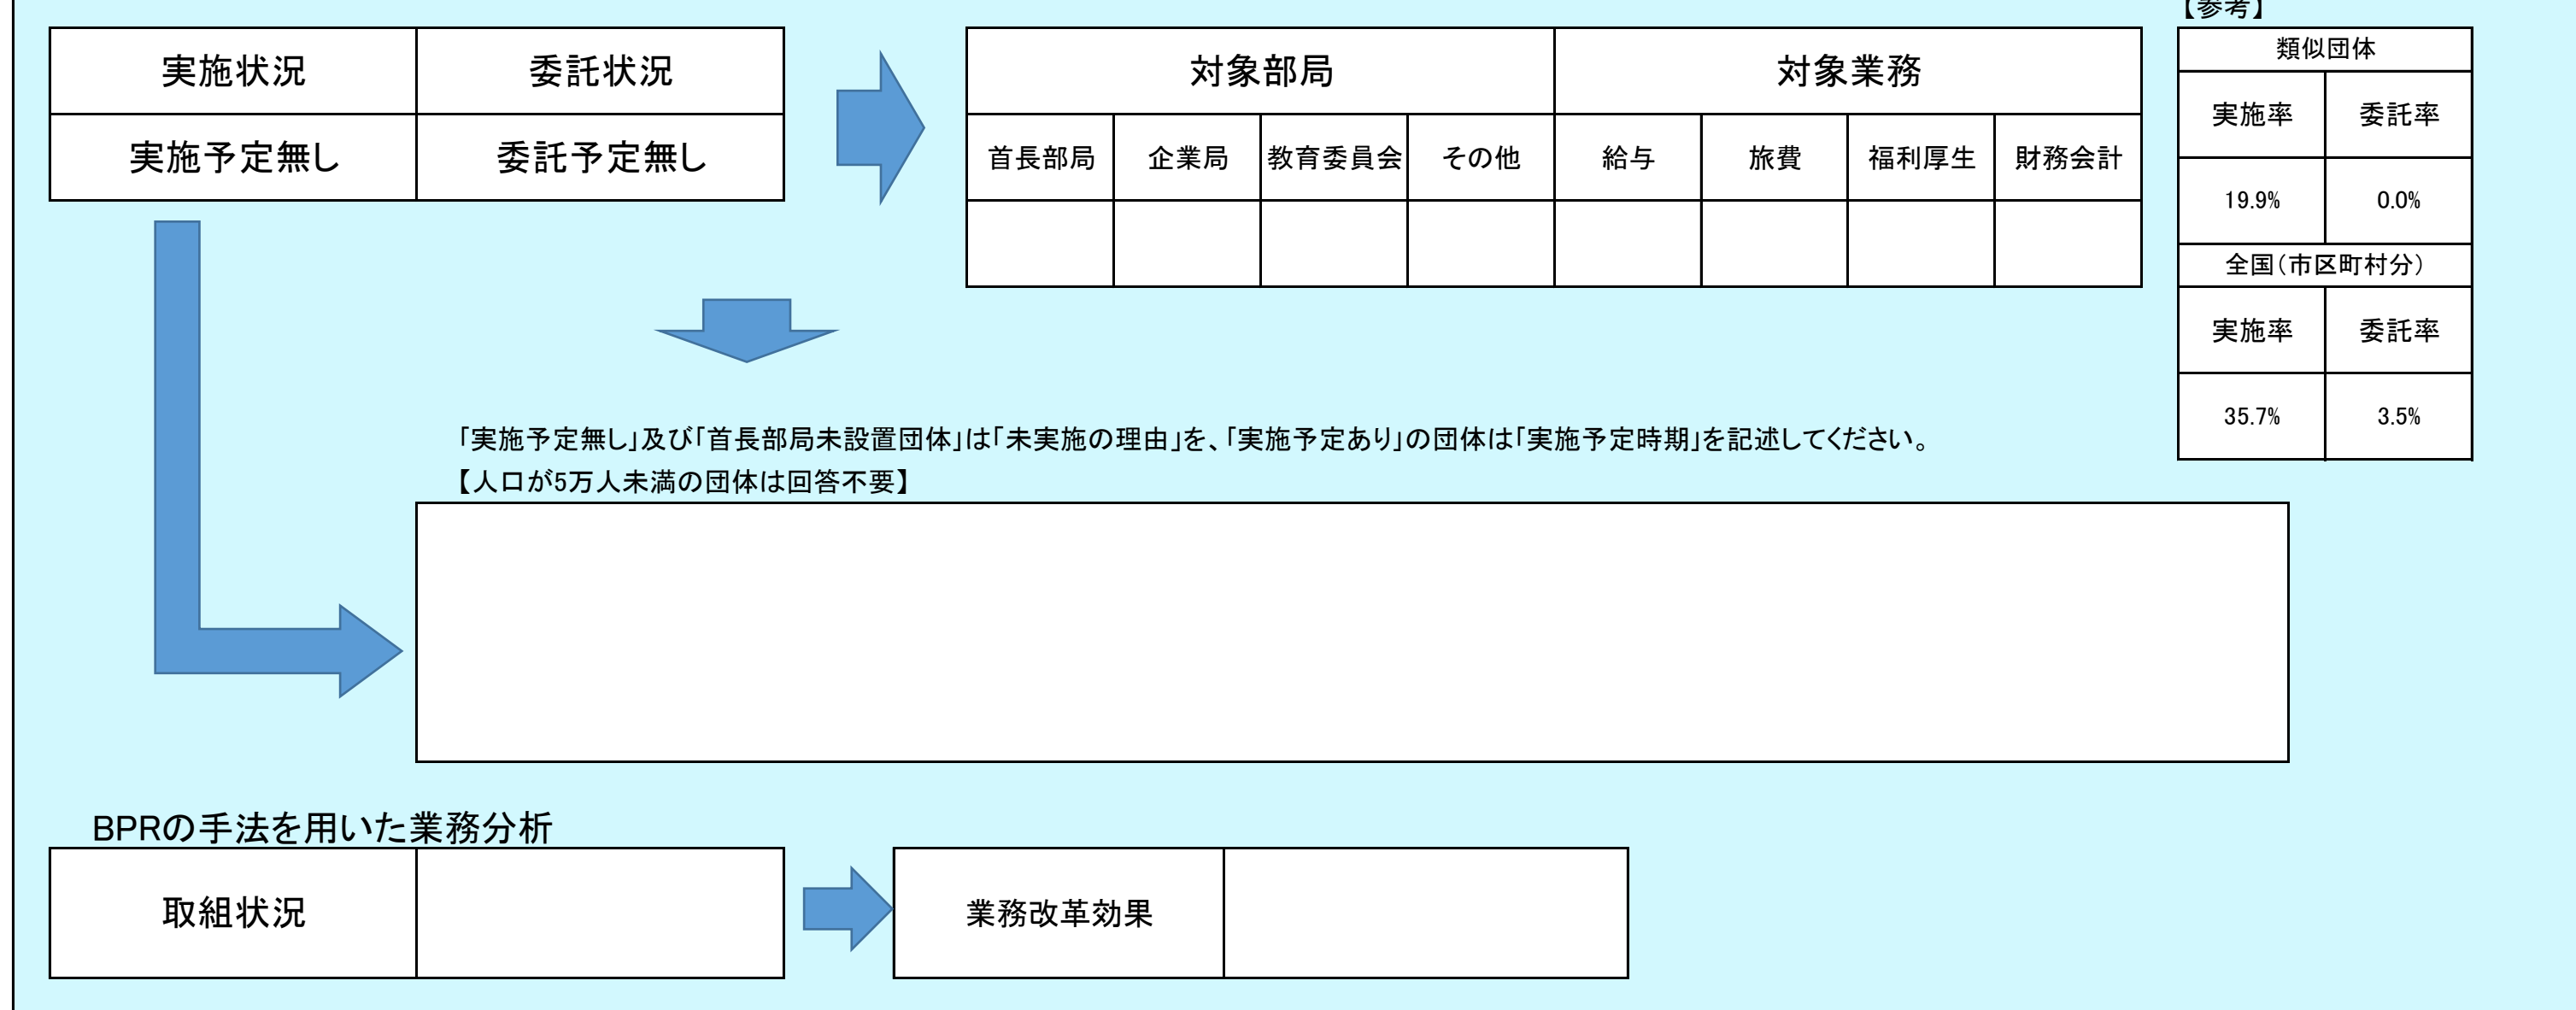 【参考】
実施状況 委託状況
実施予定無し 委託予定無し
対象部局 対象業務
首長部局 企業局 教育委員会 その他 給与 旅費 福利厚生 財務会計
類似団体
実施率 委託率
19.9% 0.0%
全国(市区町村分)
実施率 委託率
35.7% 3.5%
「実施予定無し」及び「首長部局未設置団体」は「未実施の理由」を、「実施予定あり」の団体は「実施予定時期」を記述してください。
【人口が5万人未満の団体は回答不要】
BPRの手法を用いた業務分析
取組状況
業務改革効果